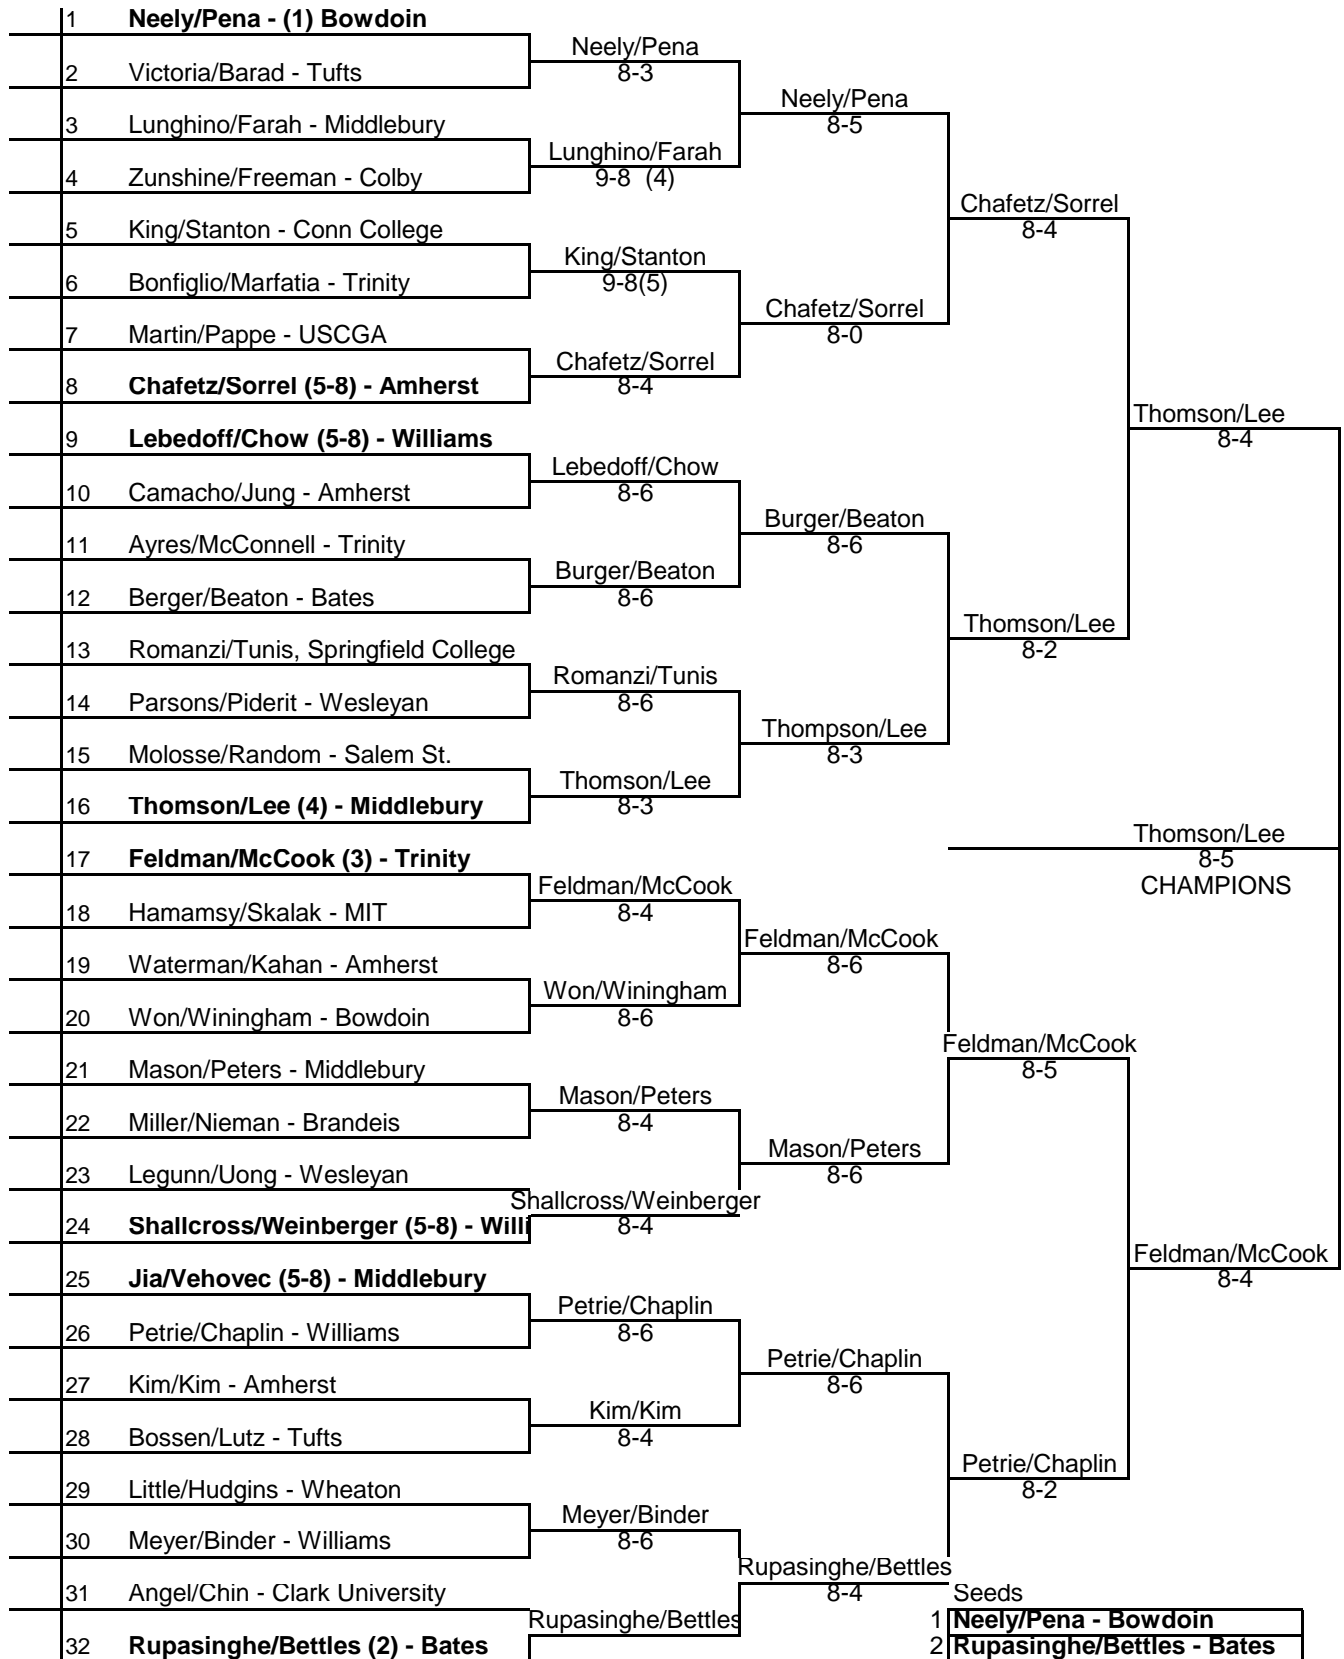 1 Neely/Pena - (1) Bowdoin
Neely/Pena
2 Victoria/Barad - Tufts
8-3
Neely/Pena
3 Lunghino/Farah - Middlebury
8-5
Lunghino/Farah
4 Zunshine/Freeman - Colby
9-8 (4)
Chafetz/Sorrel
5 King/Stanton - Conn College
8-4
King/Stanton
6 Bonfiglio/Marfatia - Trinity
9-8(5)
Chafetz/Sorrel
7 Martin/Pappe - USCGA
8-0
Chafetz/Sorrel
8 Chafetz/Sorrel (5-8) - Amherst
8-4
Thomson/Lee
9 Lebedoff/Chow (5-8) - Williams
8-4
Lebedoff/Chow
10 Camacho/Jung - Amherst
8-6
Burger/Beaton
11 Ayres/McConnell - Trinity
8-6
Burger/Beaton
12 Berger/Beaton - Bates
8-6
Thomson/Lee
13 Romanzi/Tunis, Springfield College
8-2
Romanzi/Tunis
14 Parsons/Piderit - Wesleyan
8-6
Thompson/Lee
15 Molosse/Random - Salem St.
8-3
Thomson/Lee
16 Thomson/Lee (4) - Middlebury
8-3
Thomson/Lee
17 Feldman/McCook (3) - Trinity
8-5
Feldman/McCook
CHAMPIONS
18 Hamamsy/Skalak - MIT
8-4
Feldman/McCook
19 Waterman/Kahan - Amherst
8-6
Won/Winingham
20 Won/Winingham - Bowdoin
8-6
Feldman/McCook
21 Mason/Peters - Middlebury
8-5
Mason/Peters
22 Miller/Nieman - Brandeis
8-4
Mason/Peters
23 Legunn/Uong - Wesleyan
8-6
Shallcross/Weinberger
24 Shallcross/Weinberger (5-8) - Willi
8-4
Feldman/McCook
25 Jia/Vehovec (5-8) - Middlebury
8-4
Petrie/Chaplin
26 Petrie/Chaplin - Williams
8-6
Petrie/Chaplin
27 Kim/Kim - Amherst
8-6
Kim/Kim
28 Bossen/Lutz - Tufts
8-4
Petrie/Chaplin
29 Little/Hudgins - Wheaton
8-2
Meyer/Binder
30 Meyer/Binder - Williams
8-6
Rupasinghe/Bettles
31 Angel/Chin - Clark University
8-4
Seeds
Rupasinghe/Bettles
1 Neely/Pena - Bowdoin
32 Rupasinghe/Bettles (2) - Bates
2 Rupasinghe/Bettles - Bates